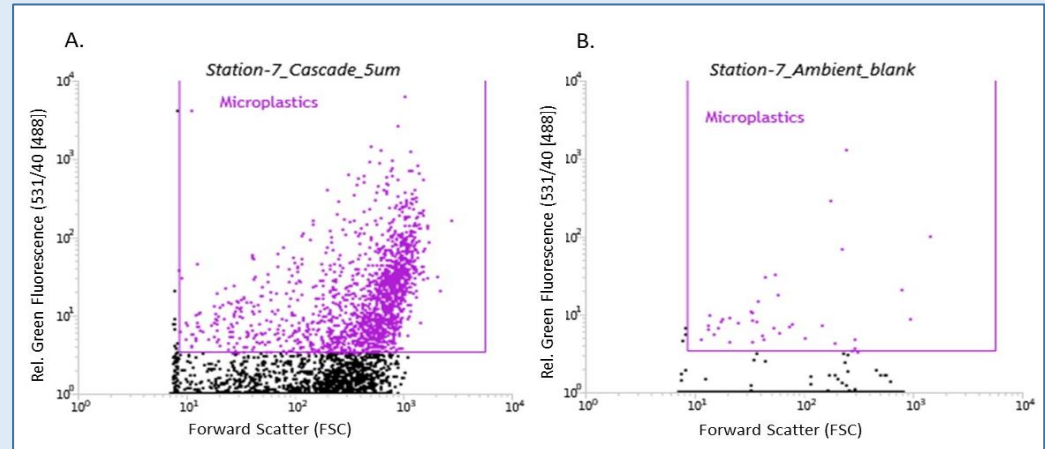 A.
Station-7_Cascade_5um
Microplastics
Rel. Green Fluorescence (531/40 [488])
10⁴
10³
10²
10¹
10⁰
10⁰ 10¹ 10² 10³ 10⁴
Forward Scatter (FSC)
B.
Station-7_Ambient_blank
Microplastics
Rel. Green Fluorescence (531/40 [488])
10⁴
10³
10²
10¹
10⁰
10⁰ 10¹ 10² 10³ 10⁴
Forward Scatter (FSC)